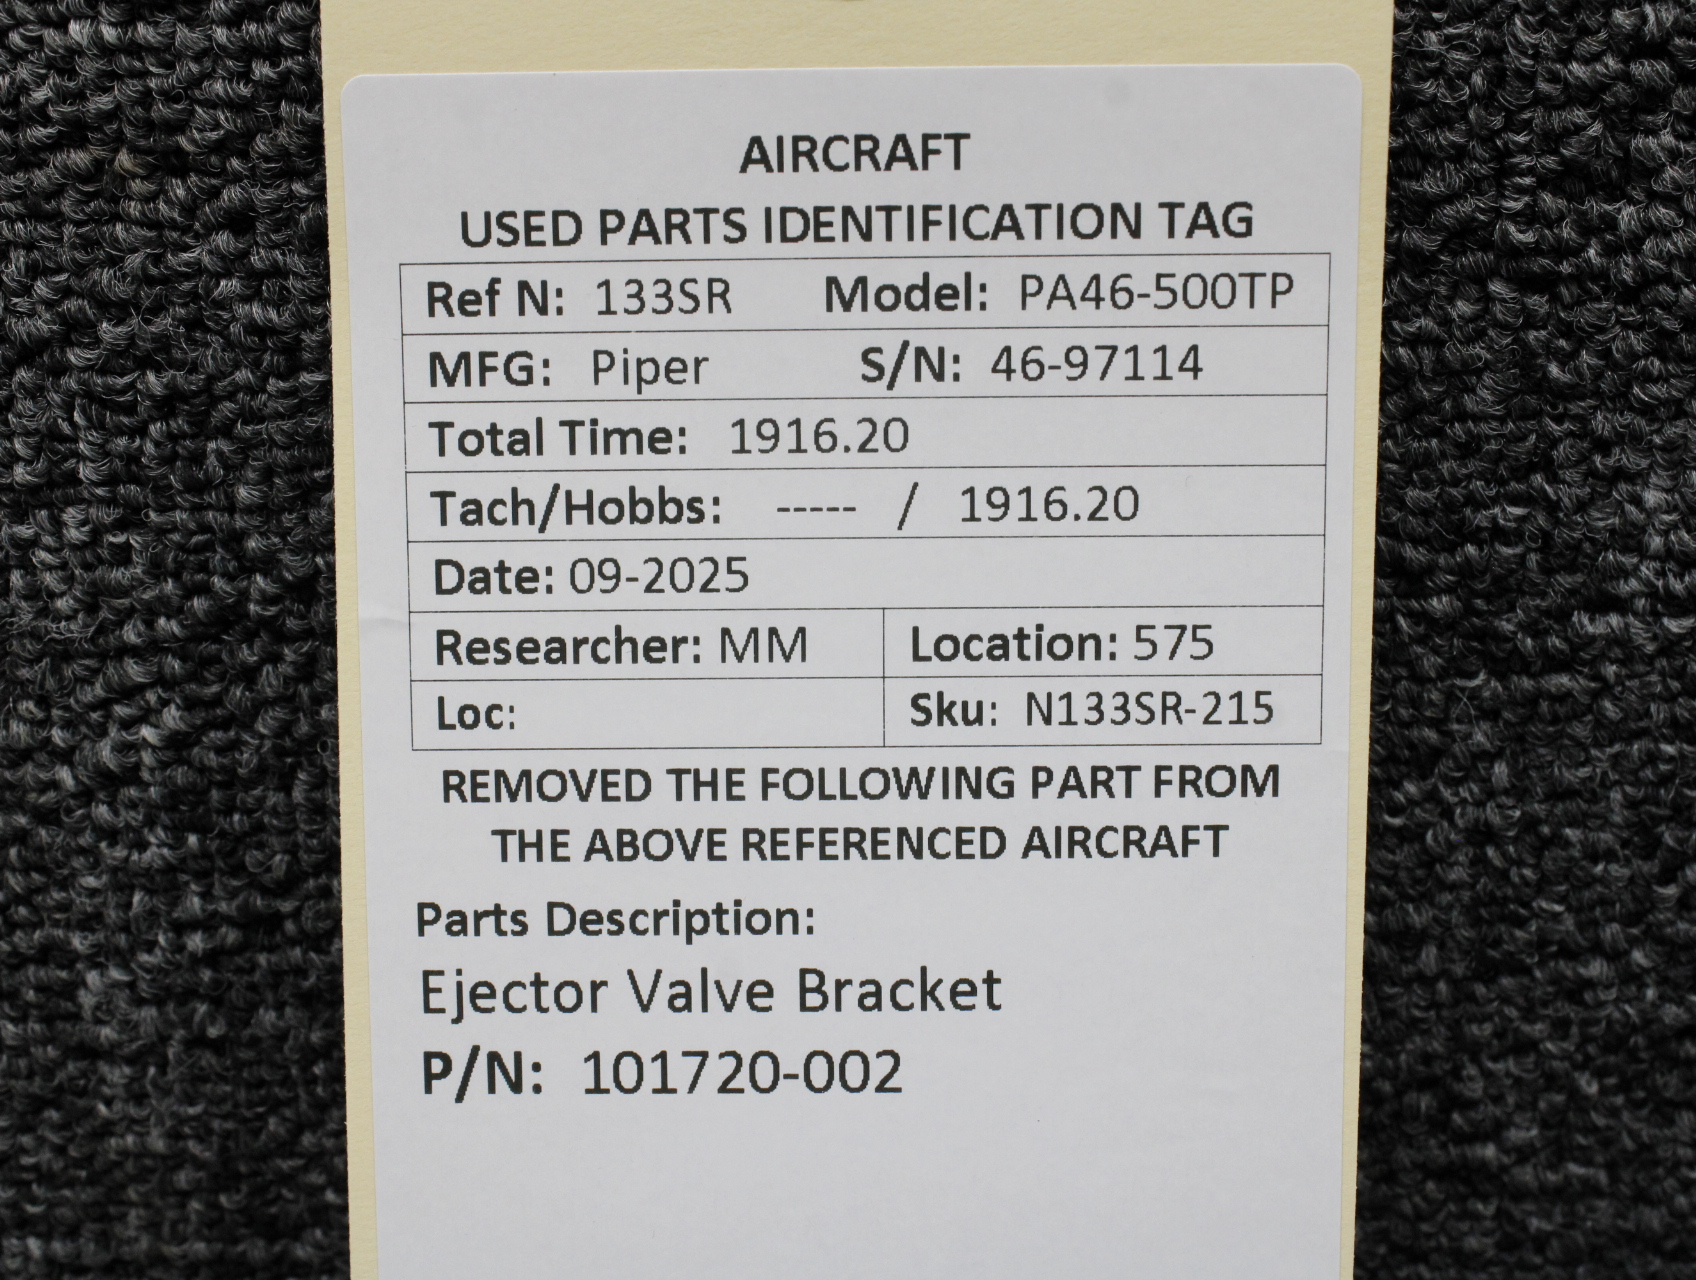 AIRCRAFT
USED PARTS IDENTIFICATION TAG
Ref N: 133SR Model: PA46-500TP
MFG: Piper S/N: 46-97114
Total Time: 1916.20
Tach/Hobbs: ----- / 1916.20
Date: 09-2025
Researcher: MM Location: 575
Loc: Sku: N133SR-215
REMOVED THE FOLLOWING PART FROM
THE ABOVE REFERENCED AIRCRAFT
Parts Description:
Ejector Valve Bracket
P/N: 101720-002